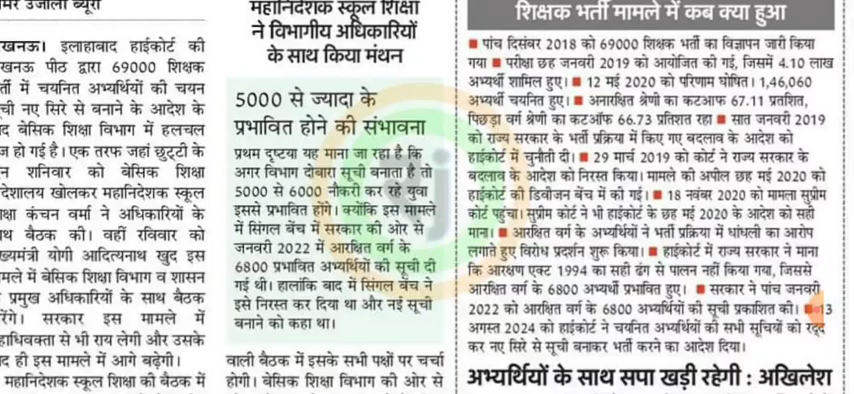 अमर उजाला ब्यूरो
लखनऊ। इलाहाबाद हाईकोर्ट की
लखनऊ पीठ द्वारा 69000 शिक्षक
भर्ती में चयनित अभ्यर्थियों की चयन
सूची नए सिरे से बनाने के आदेश के
बाद बेसिक शिक्षा विभाग में हलचल
तेज हो गई है। एक तरफ जहां छुट्टी के
दिन शनिवार को बेसिक शिक्षा
निदेशालय खोलकर महानिदेशक स्कूल
शिक्षा कंचन वर्मा ने अधिकारियों के
साथ बैठक की। वहीं रविवार को
मुख्यमंत्री योगी आदित्यनाथ खुद इस
मामले में बेसिक शिक्षा विभाग व शासन
के प्रमुख अधिकारियों के साथ बैठक
करेंगे। सरकार इस मामले में
महाधिवक्ता से भी राय लेगी और उसके
बाद ही इस मामले में आगे बढ़ेगी।
महानिदेशक स्कूल शिक्षा की बैठक में
महानिदेशक स्कूल शिक्षा
ने विभागीय अधिकारियों
के साथ किया मंथन
5000 से ज्यादा के
प्रभावित होने की संभावना
प्रथम दृष्टया यह माना जा रहा है कि
अगर विभाग दोबारा सूची बनाता है तो
5000 से 6000 नौकरी कर रहे युवा
इससे प्रभावित होंगे। क्योंकि इस मामले
में सिंगल बेंच में सरकार की ओर से
जनवरी 2022 में आरक्षित वर्ग के
6800 प्रभावित अभ्यर्थियों की सूची दी
गई थी। हालांकि बाद में सिंगल बेंच ने
इसे निरस्त कर दिया था और नई सूची
बनाने को कहा था।
वाली बैठक में इसके सभी पक्षों पर चर्चा
होगी। बेसिक शिक्षा विभाग की ओर से
शिक्षक भर्ती मामले में कब क्या हुआ
■ पांच दिसंबर 2018 को 69000 शिक्षक भर्ती का विज्ञापन जारी किया
गया ■ परीक्षा छह जनवरी 2019 को आयोजित की गई, जिसमें 4.10 लाख
अभ्यर्थी शामिल हुए। ■ 12 मई 2020 को परिणाम घोषित। 1,46,060
अभ्यर्थी चयनित हुए। ■ अनारक्षित श्रेणी का कटऑफ 67.11 प्रतशित,
पिछड़ा वर्ग श्रेणी का कटऑफ 66.73 प्रतिशत रहा ■ सात जनवरी 2019
को राज्य सरकार के भर्ती प्रक्रिया में किए गए बदलाव के आदेश को
हाईकोर्ट में चुनौती दी। ■ 29 मार्च 2019 को कोर्ट ने राज्य सरकार के
बदलाव के आदेश को निरस्त किया। मामले की अपील छह मई 2020 को
हाईकोर्ट की डिवीजन बेंच में की गई। ■ 18 नवंबर 2020 को मामला सुप्रीम
कोर्ट पहुंचा। सुप्रीम कोर्ट ने भी हाईकोर्ट के छह मई 2020 के आदेश को सही
माना। ■ आरक्षित वर्ग के अभ्यर्थियों ने भर्ती प्रक्रिया में धांधली का आरोप
लगाते हुए विरोध प्रदर्शन शुरू किया। ■ हाईकोर्ट में राज्य सरकार ने माना
कि आरक्षण एक्ट 1994 का सही ढंग से पालन नहीं किया गया, जिससे
आरक्षित वर्ग के 6800 अभ्यर्थी प्रभावित हुए। ■ सरकार ने पांच जनवरी
2022 को आरक्षित वर्ग के 6800 अभ्यर्थियों की सूची प्रकाशित की। ■ 13
अगस्त 2024 को हाईकोर्ट ने चयनित अभ्यर्थियों की सभी सूचियों को रद्द
कर नए सिरे से सूची बनाकर भर्ती करने का आदेश दिया।
अभ्यर्थियों के साथ सपा खड़ी रहेगी : अखिलेश